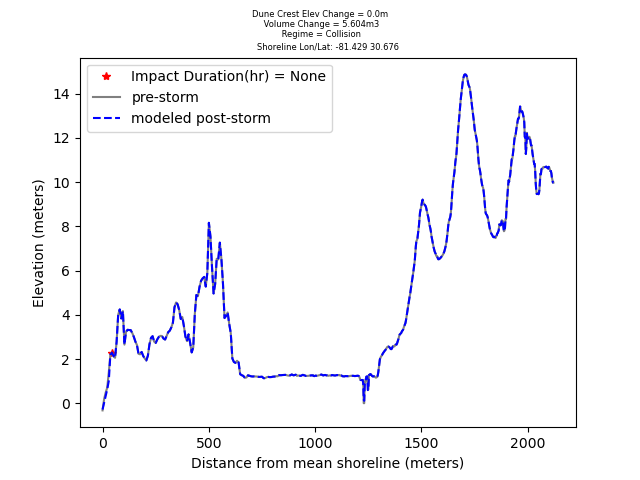 Dune Crest Elev Change = 0.0m
Volume Change = 5.604m3
Regime = Collision
Shoreline Lon/Lat: -81.429 30.676
Impact Duration(hr) = None
pre-storm
modeled post-storm
14
12
10
8
6
4
2
0
Elevation (meters)
0 500 1000 1500 2000
Distance from mean shoreline (meters)